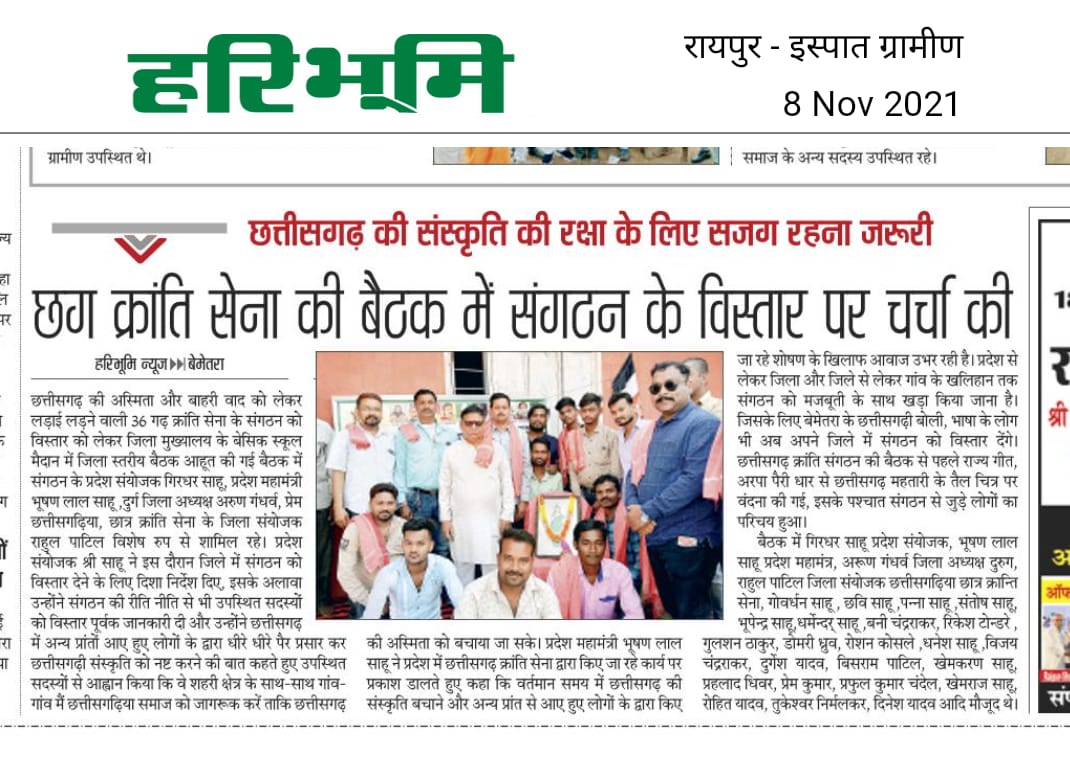 हरिभूमि
रायपुर - इस्पात ग्रामीण
8 Nov 2021
ग्रामीण उपस्थित थे।
समाज के अन्य सदस्य उपस्थित रहे।
छत्तीसगढ़ की संस्कृति की रक्षा के लिए सजग रहना जरूरी
छग क्रांति सेना की बैठक में संगठन के विस्तार पर चर्चा की
हरिभूमि न्यूज▶▶बेमेतरा
छत्तीसगढ़ की अस्मिता और बाहरी वाद को लेकर
लड़ाई लड़ने वाली 36 गढ़ क्रांति सेना के संगठन को
विस्तार को लेकर जिला मुख्यालय के बेसिक स्कूल
मैदान में जिला स्तरीय बैठक आहूत की गई बैठक में
संगठन के प्रदेश संयोजक गिरधर साहू, प्रदेश महामंत्री
भूषण लाल साहू ,दुर्ग जिला अध्यक्ष अरुण गंधर्व, प्रेम
छत्तीसगढ़िया, छात्र क्रांति सेना के जिला संयोजक
राहुल पाटिल विशेष रुप से शामिल रहे। प्रदेश
संयोजक श्री साहू ने इस दौरान जिले में संगठन को
विस्तार देने के लिए दिशा निर्देश दिए, इसके अलावा
उन्होंने संगठन की रीति नीति से भी उपस्थित सदस्यों
को विस्तार पूर्वक जानकारी दी और उन्होंने छत्तीसगढ़
में अन्य प्रांतों आए हुए लोगों के द्वारा धीरे धीरे पैर प्रसार कर
छत्तीसगढ़ी संस्कृति को नष्ट करने की बात कहते हुए उपस्थित
सदस्यों से आह्वान किया कि वे शहरी क्षेत्र के साथ-साथ गांव-
गांव मैं छत्तीसगढ़िया समाज को जागरूक करें ताकि छत्तीसगढ़
की अस्मिता को बचाया जा सके। प्रदेश महामंत्री भूषण लाल
साहू ने प्रदेश में छत्तीसगढ़ क्रांति सेना द्वारा किए जा रहे कार्य पर
प्रकाश डालते हुए कहा कि वर्तमान समय में छत्तीसगढ़ की
संस्कृति बचाने और अन्य प्रांत से आए हुए लोगों के द्वारा किए
जा रहे शोषण के खिलाफ आवाज उभर रही है। प्रदेश से
लेकर जिला और जिले से लेकर गांव के खलिहान तक
संगठन को मजबूती के साथ खड़ा किया जाना है।
जिसके लिए बेमेतरा के छत्तीसगढ़ी बोली, भाषा के लोग
भी अब अपने जिले में संगठन को विस्तार देंगे।
छत्तीसगढ़ क्रांति संगठन की बैठक से पहले राज्य गीत,
अरपा पैरी धार से छत्तीसगढ़ महतारी के तैल चित्र पर
वंदना की गई, इसके पश्चात संगठन से जुड़े लोगों का
परिचय हुआ।
बैठक में गिरधर साहू प्रदेश संयोजक, भूषण लाल
साहू प्रदेश महामंत्र, अरूण गंधर्व जिला अध्यक्ष दुरुग,
राहुल पाटिल जिला संयोजक छत्तीसगढ़िया छात्र क्रान्ति
सेना, गोवर्धन साहू , छवि साहू ,पन्ना साहू ,संतोष साहू,
भूपेन्द्र साहू,धर्मेन्दर् साहू ,बनी चंद्राकर, रिकेश टोन्डरे ,
गुलशन ठाकुर, डोमरी ध्रुव, रोशन कोसले ,धनेश साहू ,विजय
चंद्राकर, दुर्गेश यादव, बिसराम पाटिल, खेमकरण साहू,
प्रहलाद धिवर, प्रेम कुमार, प्रफुल कुमार चंदेल, खेमराज साहू,
रोहित यादव, तुकेश्वर निर्मलकर, दिनेश यादव आदि मौजूद थे।
श्री